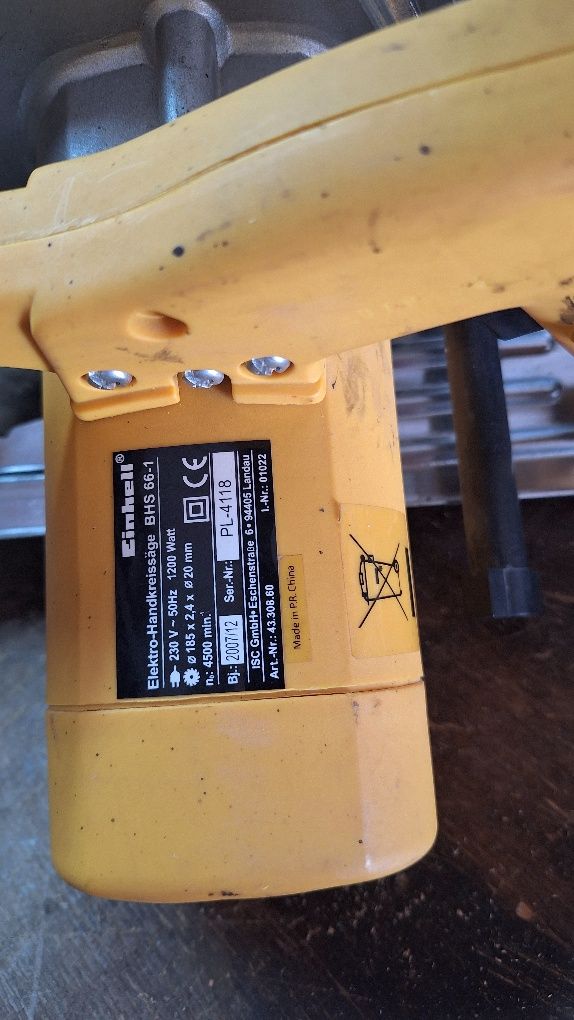 Einhell®
Elektro-Handkreissäge BHS 66-1
230 V ~ 50Hz 1200 Watt
ø 185 x 2,4 x ø 20 mm
n₀: 4500 min⁻¹
CE
Bj.: 2007/12 Ser.-Nr.: PL-4118
ISC GmbH • Eschenstraße 6 • 94405 Landau
Art.-Nr.: 43.308.60 I.-Nr.: 01022
Made in P.R. China